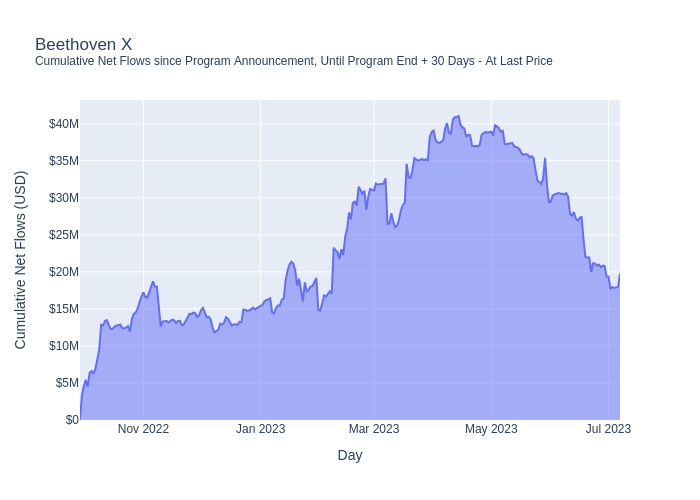 Beethoven X
Cumulative Net Flows since Program Announcement, Until Program End + 30 Days - At Last Price
Cumulative Net Flows (USD)
$40M
$35M
$30M
$25M
$20M
$15M
$10M
$5M
$0
Nov 2022
Jan 2023
Mar 2023
May 2023
Jul 2023
Day